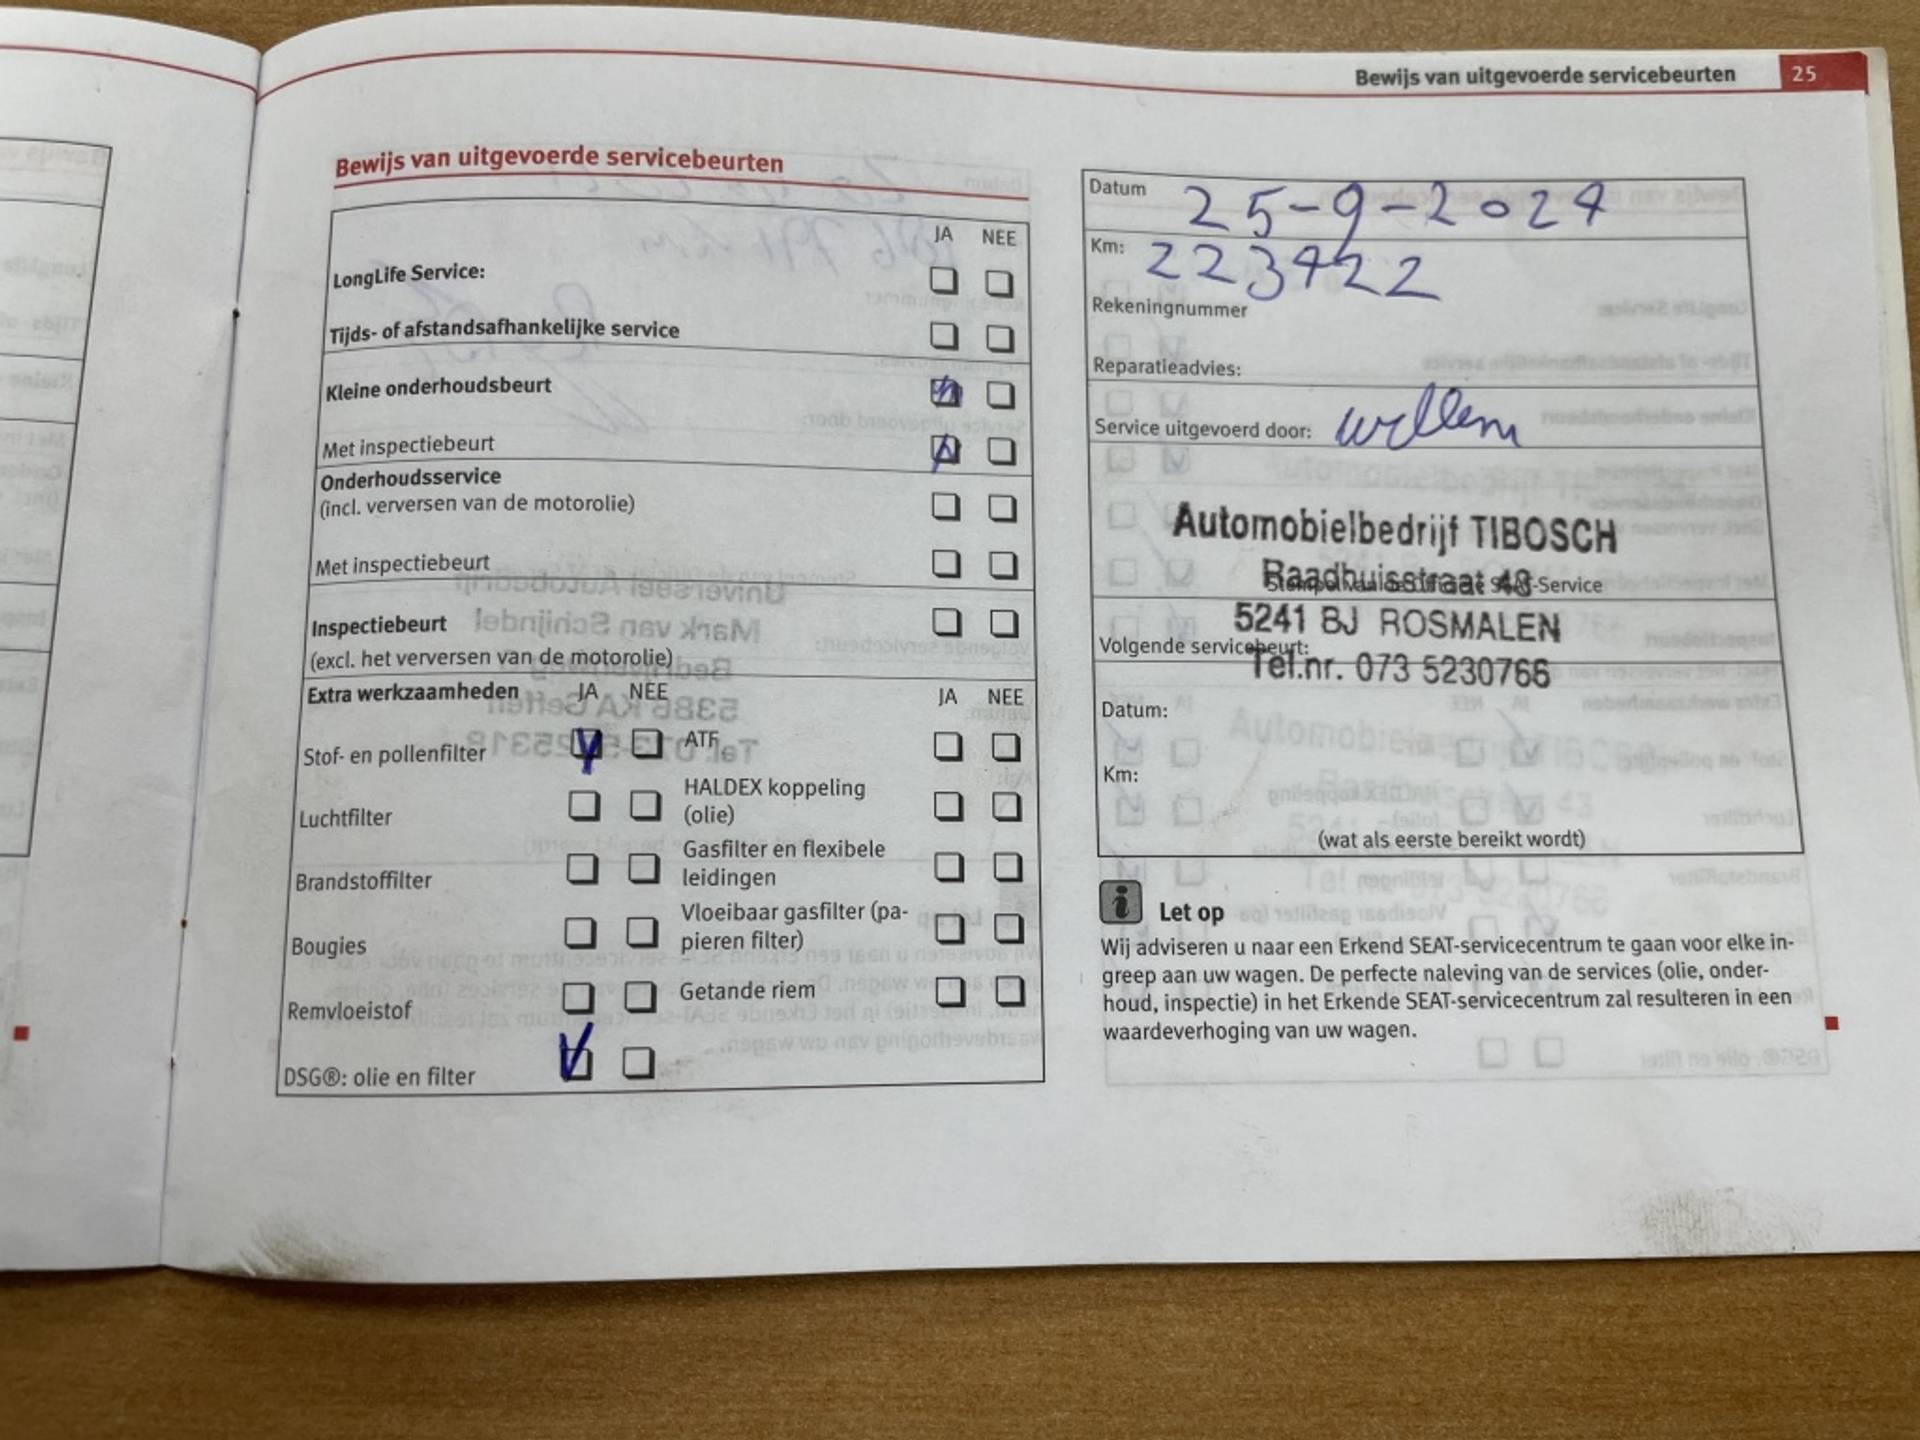 Bewijs van uitgevoerde servicebeurten 25
Bewijs van uitgevoerde servicebeurten
JA NEE
LongLife Service:
Tijds- of afstandsafhankelijke service
Kleine onderhoudsbeurt
Met inspectiebeurt
Onderhoudsservice
(incl. verversen van de motorolie)
Met inspectiebeurt
Inspectiebeurt
(excl. het verversen van de motorolie)
Extra werkzaamheden JA NEE JA NEE
Stof- en pollenfilter
ATF
Luchtfilter
HALDEX koppeling
(olie)
Brandstoffilter
Gasfilter en flexibele
leidingen
Bougies
Vloeibaar gasfilter (pa-
pieren filter)
Remvloeistof
Getande riem
DSG®: olie en filter
Datum 25-9-2024
Km: 223422
Rekeningnummer
Reparatieadvies:
Service uitgevoerd door: willem
Automobielbedrijf TIBOSCH
Raadhuisstraat 43
SEAT-Service
5241 BJ ROSMALEN
Volgende servicebeurt:
Tel.nr. 073 5230766
Datum:
Km:
(wat als eerste bereikt wordt)
Let op
Wij adviseren u naar een Erkend SEAT-servicecentrum te gaan voor elke in-
greep aan uw wagen. De perfecte naleving van de services (olie, onder-
houd, inspectie) in het Erkende SEAT-servicecentrum zal resulteren in een
waardeverhoging van uw wagen.